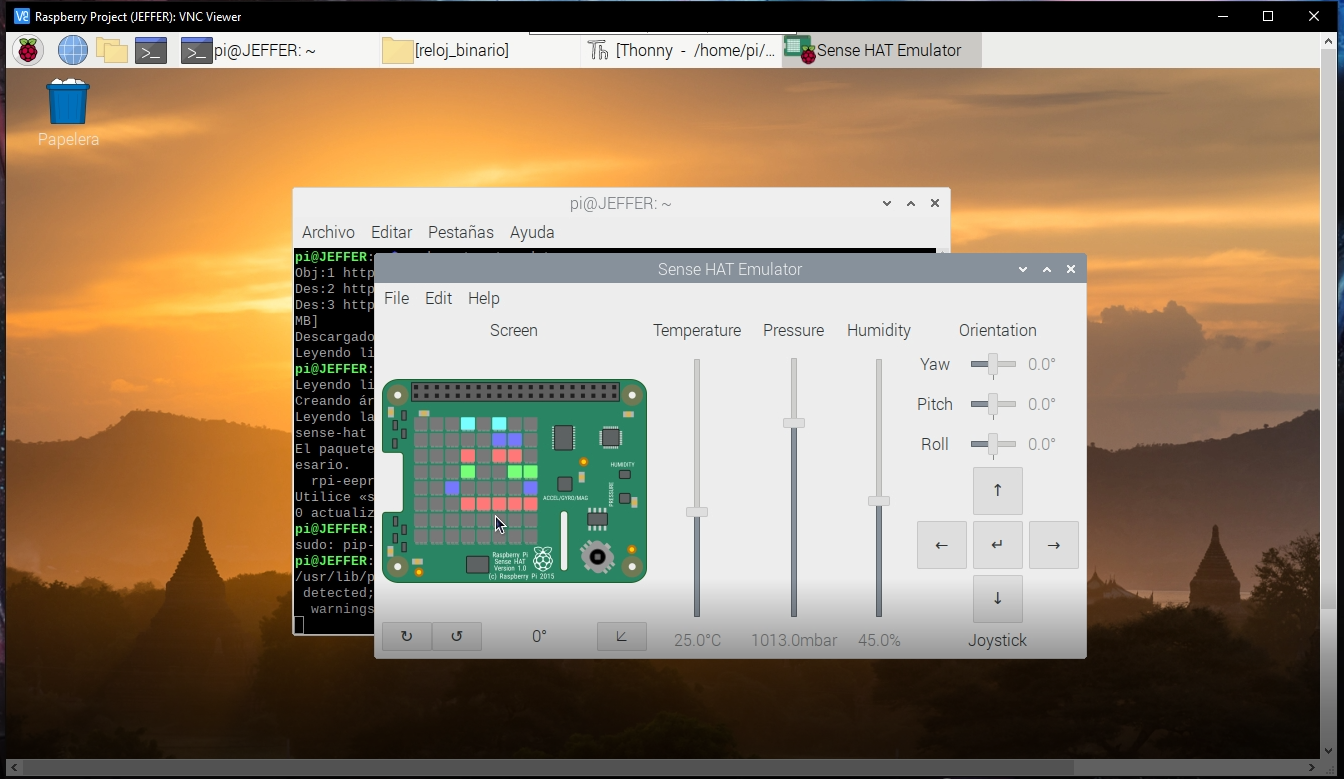 Raspberry Project (JEFFER): VNC Viewer
pi@JEFFER: ~
[reloj_binario]
[Thonny - /home/pi/...
Sense HAT Emulator
Papelera
pi@JEFFER: ~
Archivo Editar Pestañas Ayuda
pi@JEFFER:
Obj:1 http
Des:2 http
Des:3 http
MB]
Descargado
Leyendo li
pi@JEFFER:
Leyendo li
Creando ár
Leyendo la
sense-hat
El paquete
esario.
rpi-eepr
Utilice «s
0 actualiz
pi@JEFFER:
sudo: pip-
pi@JEFFER:
/usr/lib/p
detected;
warnings
Sense HAT Emulator
File Edit Help
Screen
Temperature Pressure Humidity Orientation
Yaw 0.0°
Pitch 0.0°
Roll 0.0°
HUMIDITY
PRESSURE
ACCEL/GYRO/MAG
Raspberry Pi
Sense HAT
Version 1.0
(c) Raspberry Pi 2015
↑
← ↵ →
↓
↻ ↺ 0°
25.0°C 1013.0mbar 45.0%
Joystick